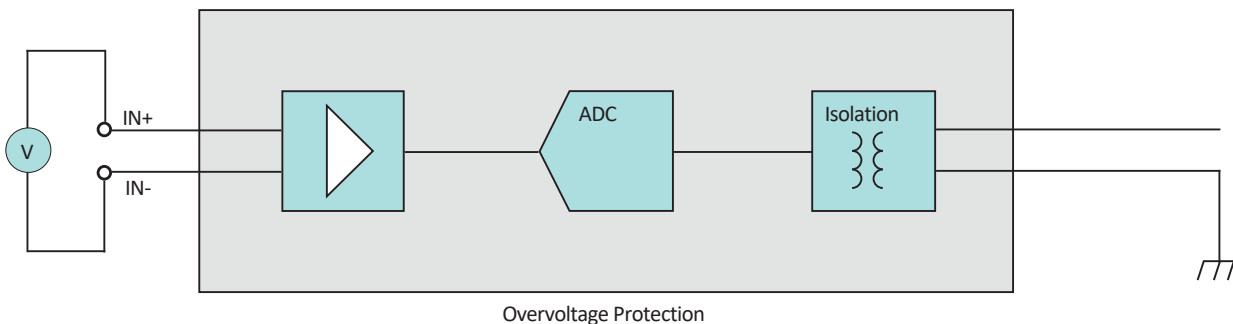 IN+
ADC
Isolation
V
IN-
Overvoltage Protection